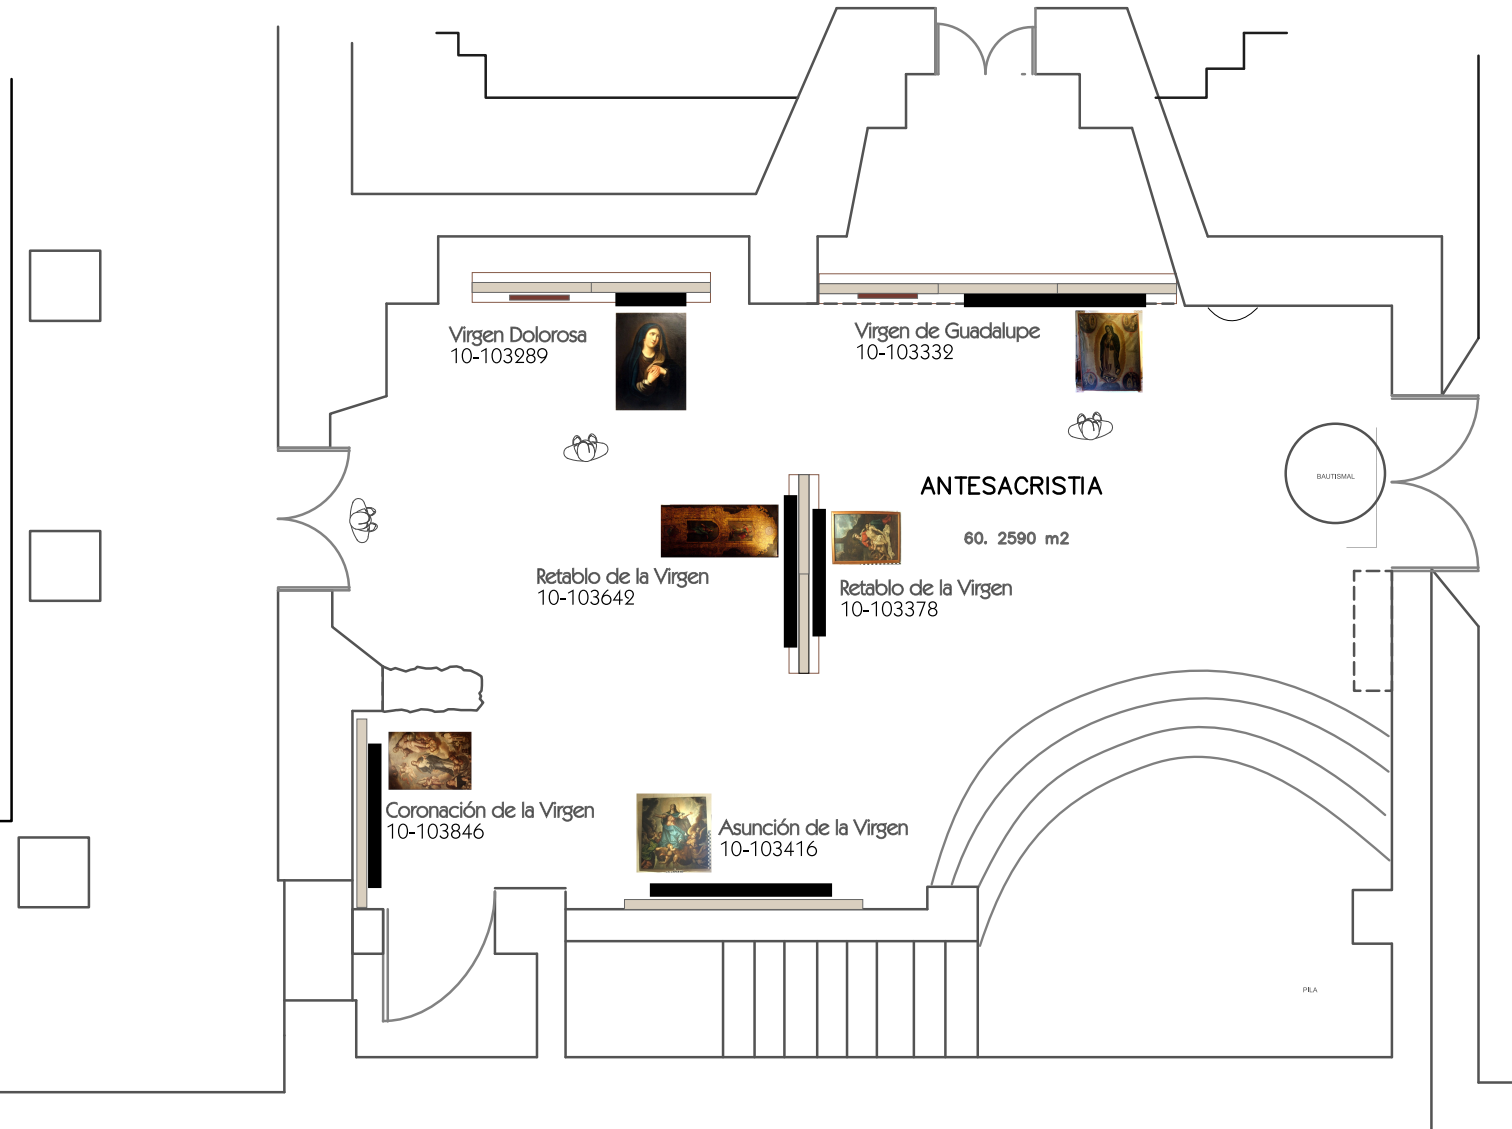 Virgen Dolorosa
10-103289
Virgen de Guadalupe
10-103332
ANTESACRISTIA
60. 2590 m2
BAUTISMAL
Retablo de la Virgen
10-103642
Retablo de la Virgen
10-103378
Coronación de la Virgen
10-103846
Asunción de la Virgen
10-103416
PILA